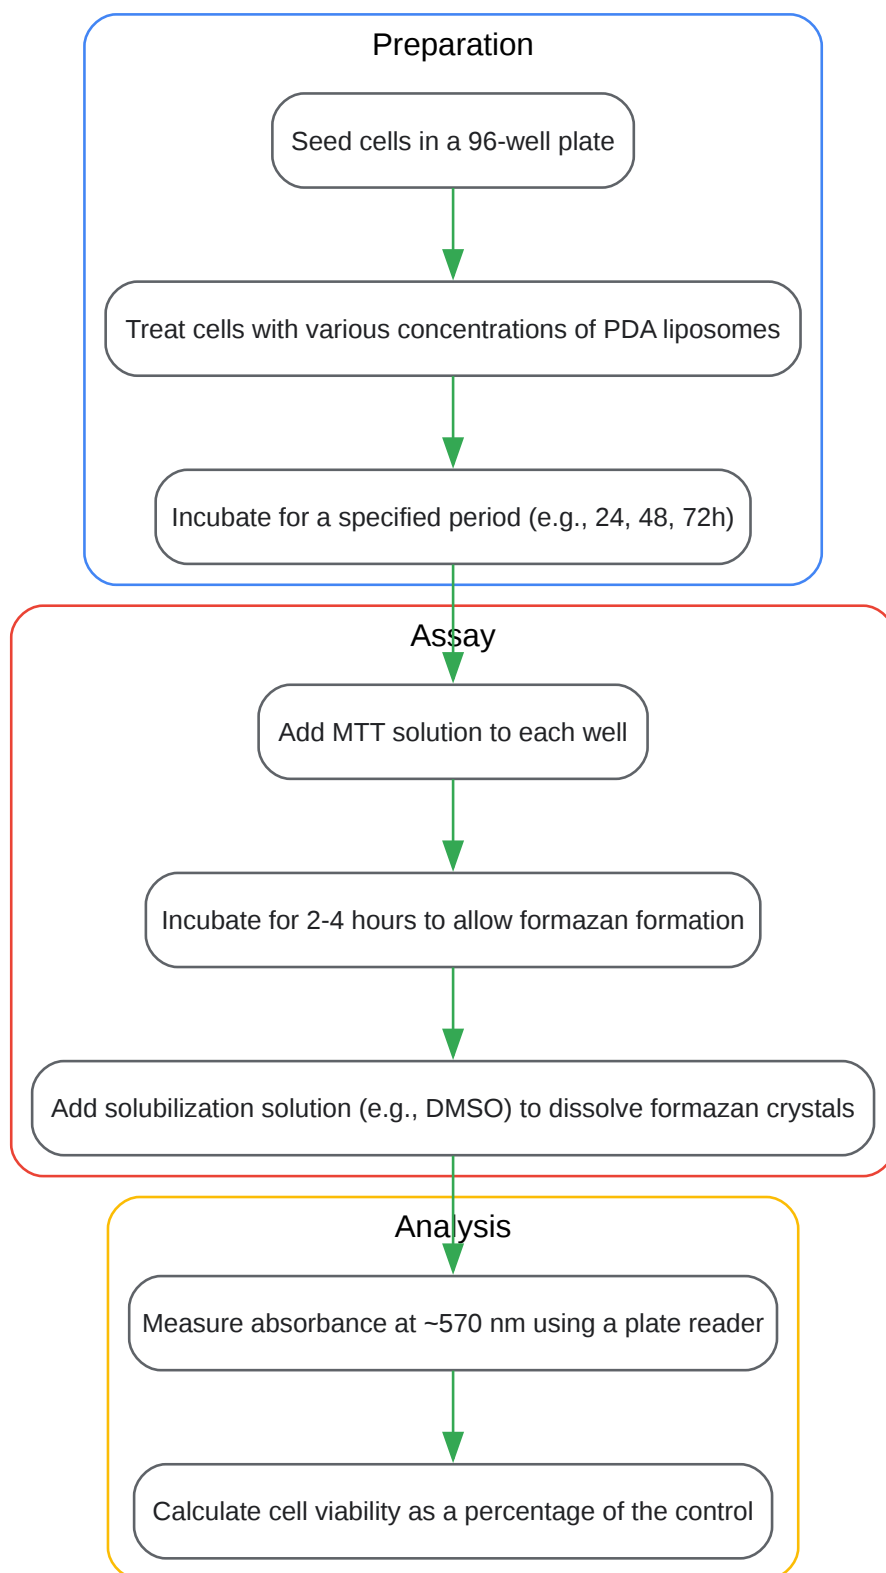 Preparation
Seed cells in a 96-well plate
Treat cells with various concentrations of PDA liposomes
Incubate for a specified period (e.g., 24, 48, 72h)
Assay
Add MTT solution to each well
Incubate for 2-4 hours to allow formazan formation
Add solubilization solution (e.g., DMSO) to dissolve formazan crystals
Analysis
Measure absorbance at ~570 nm using a plate reader
Calculate cell viability as a percentage of the control